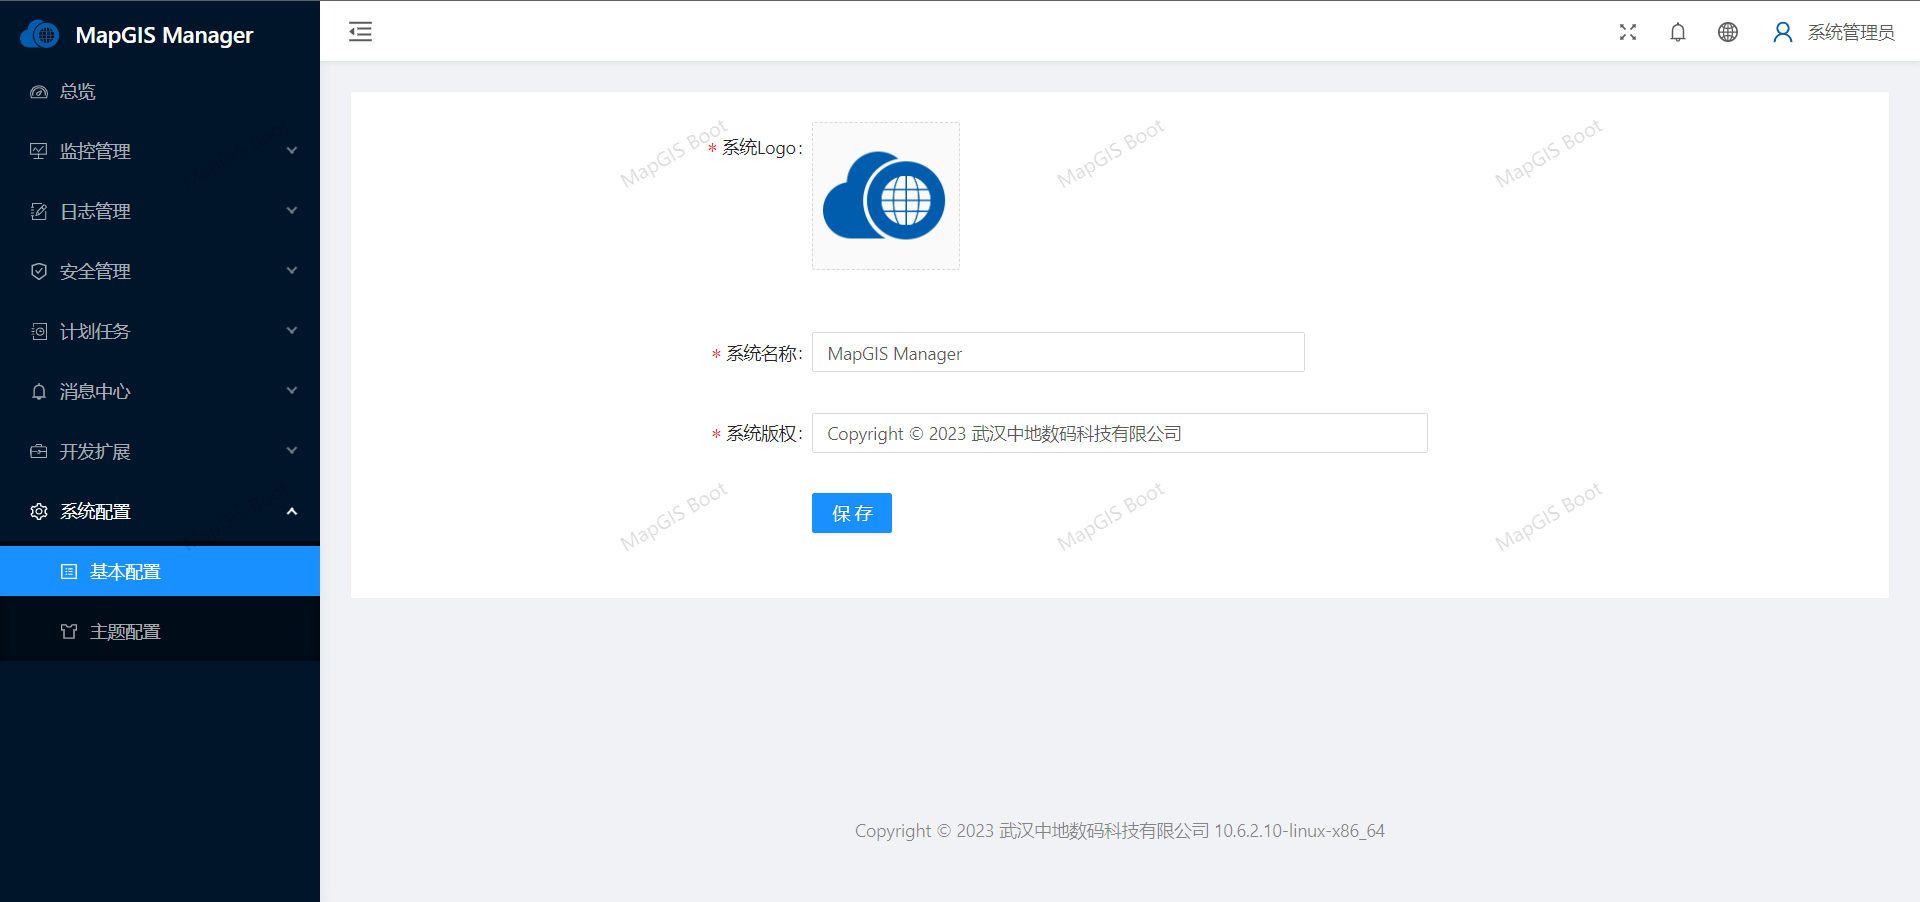 MapGIS Manager
总览
监控管理
日志管理
安全管理
计划任务
消息中心
开发扩展
系统配置
基本配置
主题配置
系统管理员
* 系统Logo:
* 系统名称:
MapGIS Manager
* 系统版权:
Copyright © 2023 武汉中地数码科技有限公司
保存
MapGIS Boot
MapGIS Boot
MapGIS Boot
MapGIS Boot
MapGIS Boot
MapGIS Boot
Copyright © 2023 武汉中地数码科技有限公司 10.6.2.10-linux-x86_64